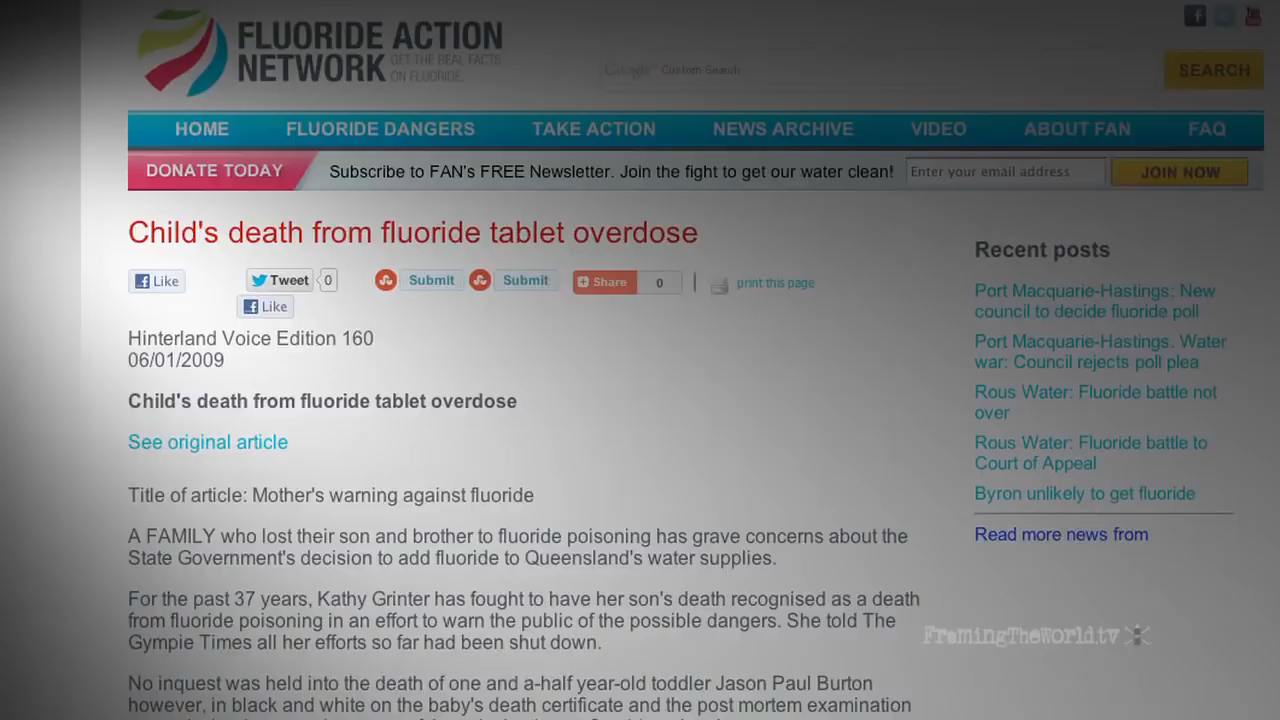 FLUORIDE ACTION
NETWORK GET THE REAL FACTS
ON FLUORIDE.
Google Custom Search
SEARCH
HOME FLUORIDE DANGERS TAKE ACTION NEWS ARCHIVE VIDEO ABOUT FAN FAQ
DONATE TODAY Subscribe to FAN's FREE Newsletter. Join the fight to get our water clean! Enter your email address JOIN NOW
Child's death from fluoride tablet overdose
Like Tweet 0 Submit Submit Share 0 print this page
Like
Hinterland Voice Edition 160
06/01/2009
Child's death from fluoride tablet overdose
See original article
Title of article: Mother's warning against fluoride
A FAMILY who lost their son and brother to fluoride poisoning has grave concerns about the
State Government's decision to add fluoride to Queensland's water supplies.
For the past 37 years, Kathy Grinter has fought to have her son's death recognised as a death
from fluoride poisoning in an effort to warn the public of the possible dangers. She told The
Gympie Times all her efforts so far had been shut down.
No inquest was held into the death of one and a-half year-old toddler Jason Paul Burton
however, in black and white on the baby's death certificate and the post mortem examination
Recent posts
Port Macquarie-Hastings: New
council to decide fluoride poll
Port Macquarie-Hastings. Water
war: Council rejects poll plea
Rous Water: Fluoride battle not
over
Rous Water: Fluoride battle to
Court of Appeal
Byron unlikely to get fluoride
Read more news from
FramingTheWorld.tv